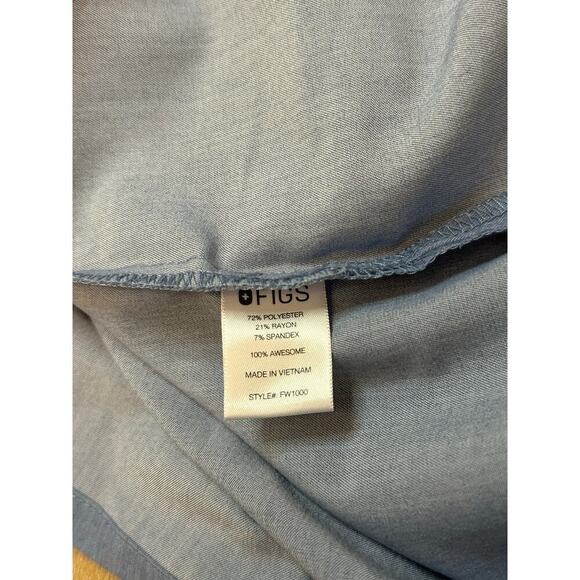 FIGS
72% POLYESTER
21% RAYON
7% SPANDEX
100% AWESOME
MADE IN VIETNAM
STYLE#: FW1000